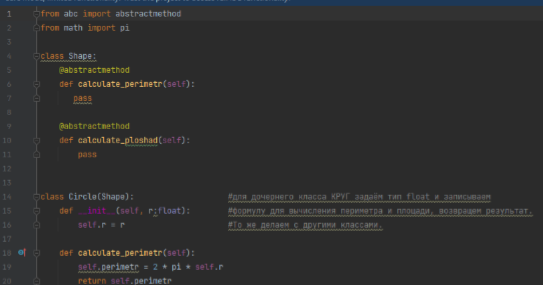 from abc import abstractmethod
from math import pi
class Shape:
@abstractmethod
def calculate_perimetr(self):
pass
@abstractmethod
def calculate_ploshad(self):
pass
class Circle(Shape): #для дочернего класса КРУГ задаём тип float и записываем
def __init__(self, r:float): #формулу для вычисления периметра и площади, возвращаем результат.
self.r = r #То же делаем с другими классами.
def calculate_perimetr(self):
self.perimetr = 2 * pi * self.r
return self.perimetr